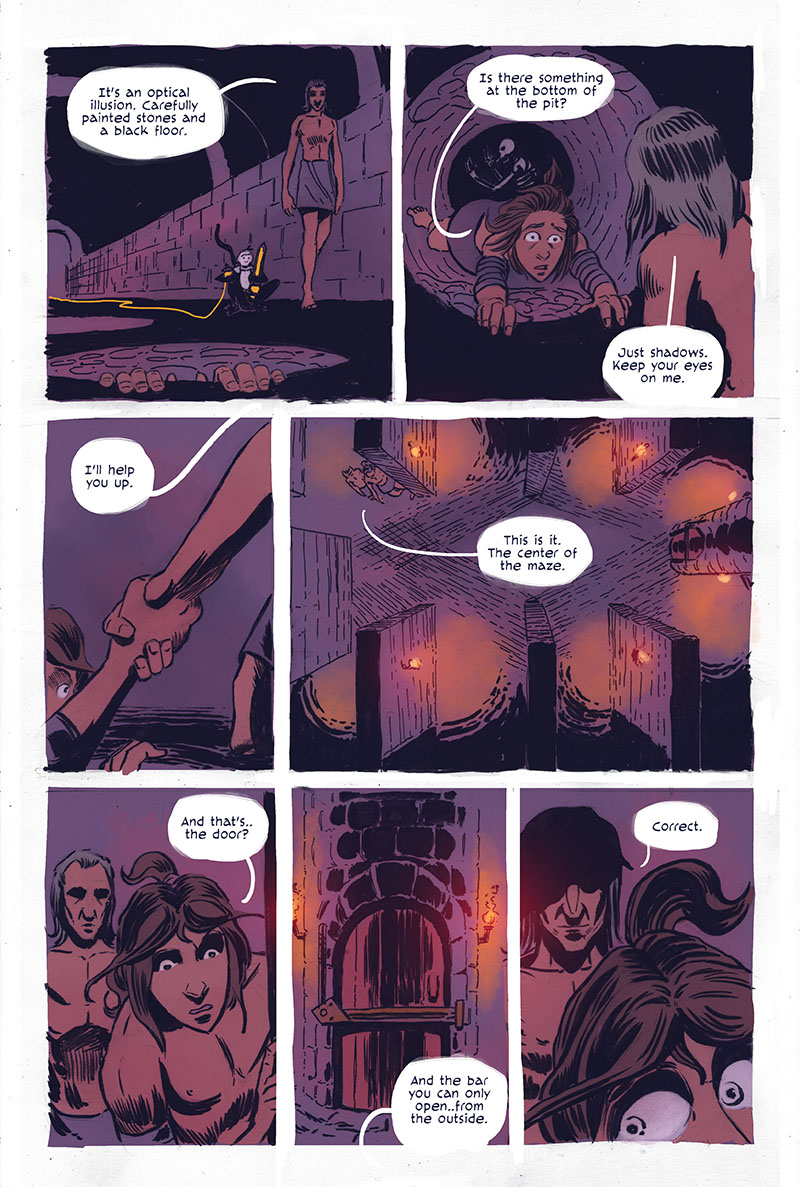 It's an optical
illusion. Carefully
painted stones and
a black floor.
Is there something
at the bottom of
the pit?
Just shadows.
Keep your eyes
on me.
I'll help
you up.
This is it.
The center of
the maze.
And that's..
the door?
And the bar
you can only
open..from
the outside.
Correct.